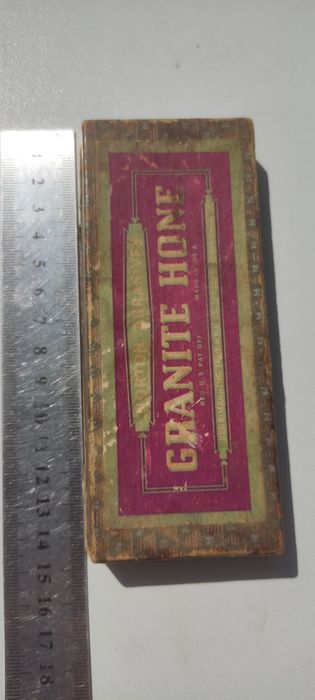 NORTON ABRASIVES
GRANITE HONE
REG. U.S. PAT. OFF. MADE IN U.S.A.
1 2 3 4 5 6 7 8 9 10 11 12 13 14 15 16 17 18